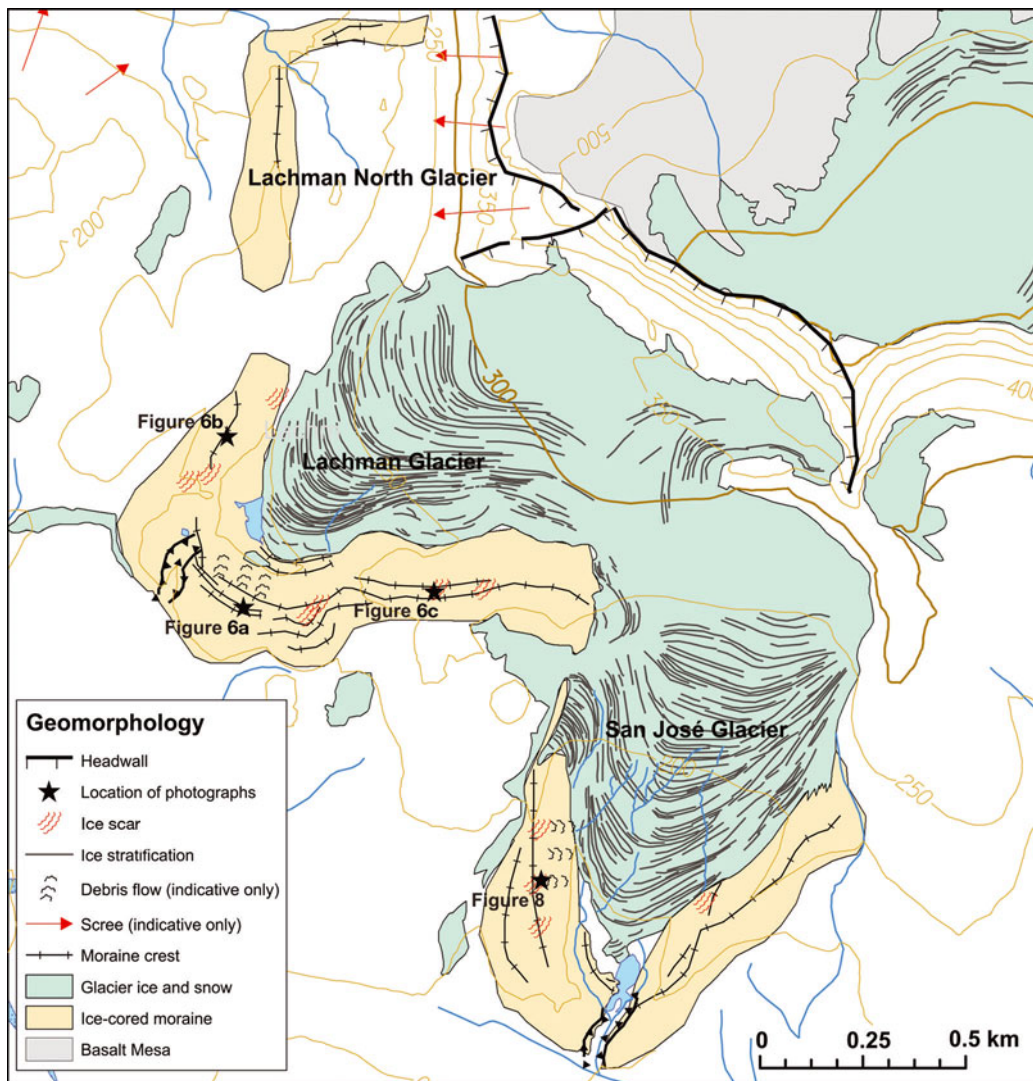 250
500
Lachman North Glacier
350
200
300
350
400
Figure 6b
Lachman Glacier
Figure 6c
Figure 6a
San José Glacier
250
Figure 8
Geomorphology
Headwall
Location of photographs
Ice scar
Ice stratification
Debris flow (indicative only)
Scree (indicative only)
Moraine crest
Glacier ice and snow
Ice-cored moraine
Basalt Mesa
0 0.25 0.5 km